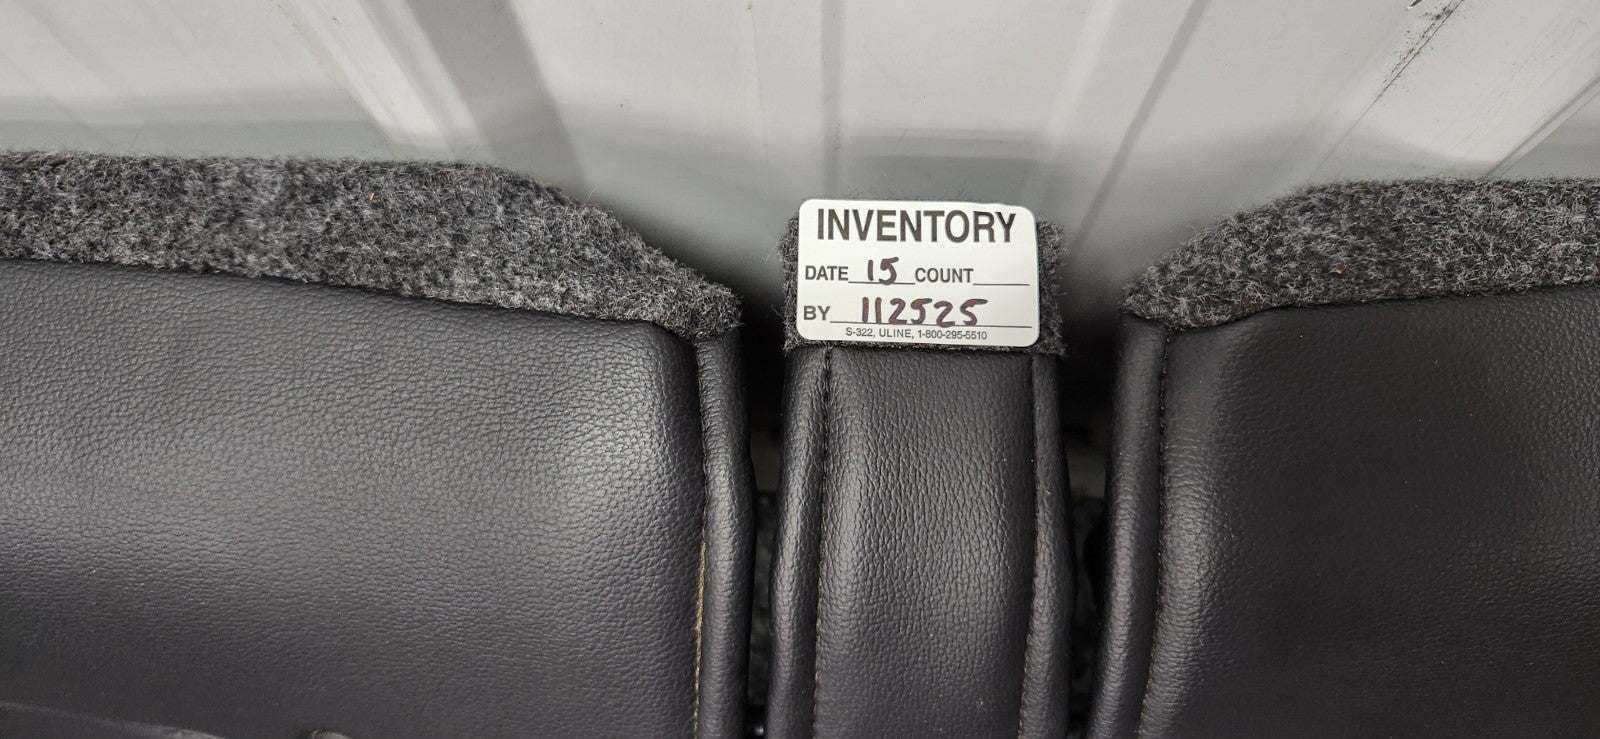 INVENTORY
DATE 15 COUNT
BY 112525
S-322, ULINE, 1-800-295-5510